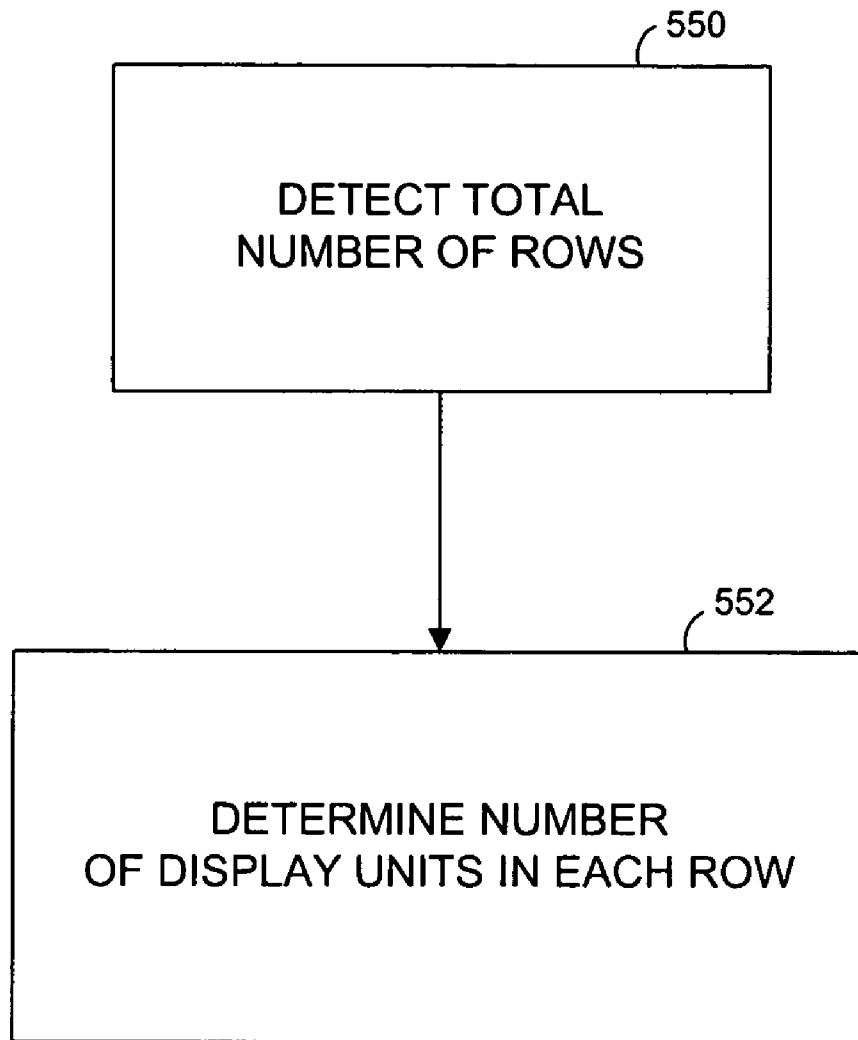 550
DETECT TOTAL
NUMBER OF ROWS
552
DETERMINE NUMBER
OF DISPLAY UNITS IN EACH ROW